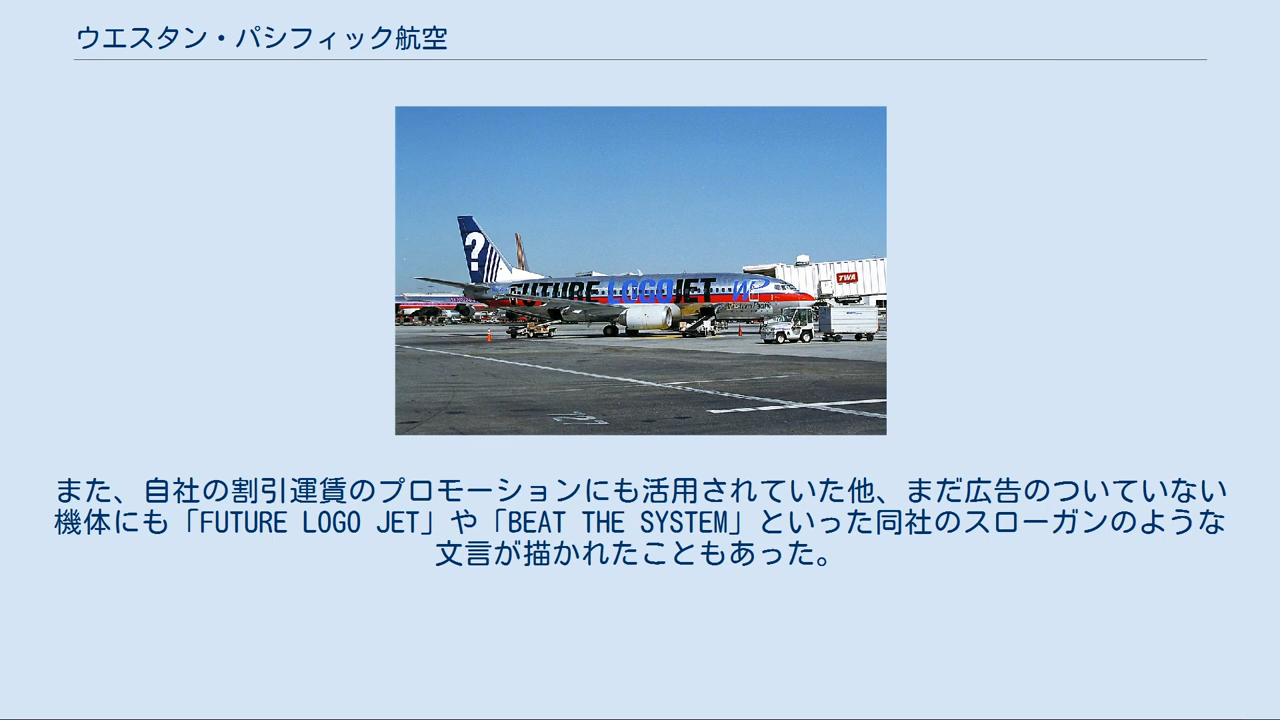 ウエスタン・パシフィック航空
?
FUTURE LOGOJET WP
TWA
また、自社の割引運賃のプロモーションにも活用されていた他、まだ広告のついていない
機体にも「FUTURE LOGO JET」や「BEAT THE SYSTEM」といった同社のスローガンのような
文言が描かれたこともあった。